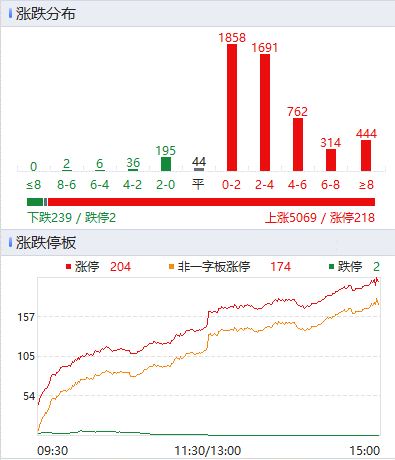 涨跌分布
0 2 6 36 195 44 1858 1691 762 314 444
≤8 8-6 6-4 4-2 2-0 平 0-2 2-4 4-6 6-8 ≥8
下跌239 / 跌停2 上涨5069 / 涨停218
涨跌停板
涨停 204 非一字板涨停 174 跌停 2
157
105
54
09:30 11:30/13:00 15:00